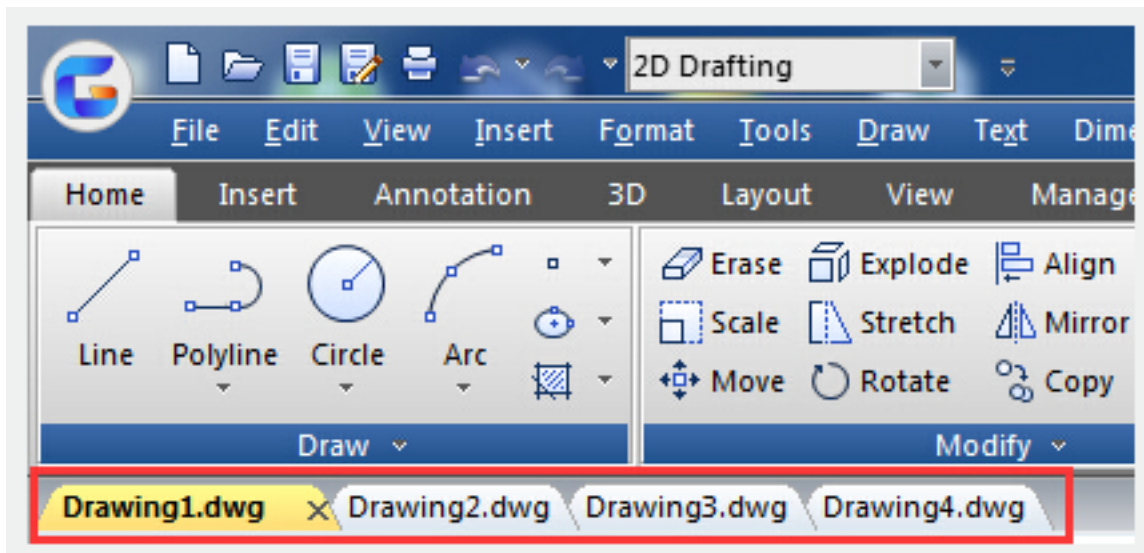 2D Drafting
File Edit View Insert Format Tools Draw Text Dime
Home Insert Annotation 3D Layout View Manage
Erase Explode Align
Scale Stretch Mirror
Line Polyline Circle Arc
Move Rotate Copy
Draw Modify
Drawing1.dwg Drawing2.dwg Drawing3.dwg Drawing4.dwg